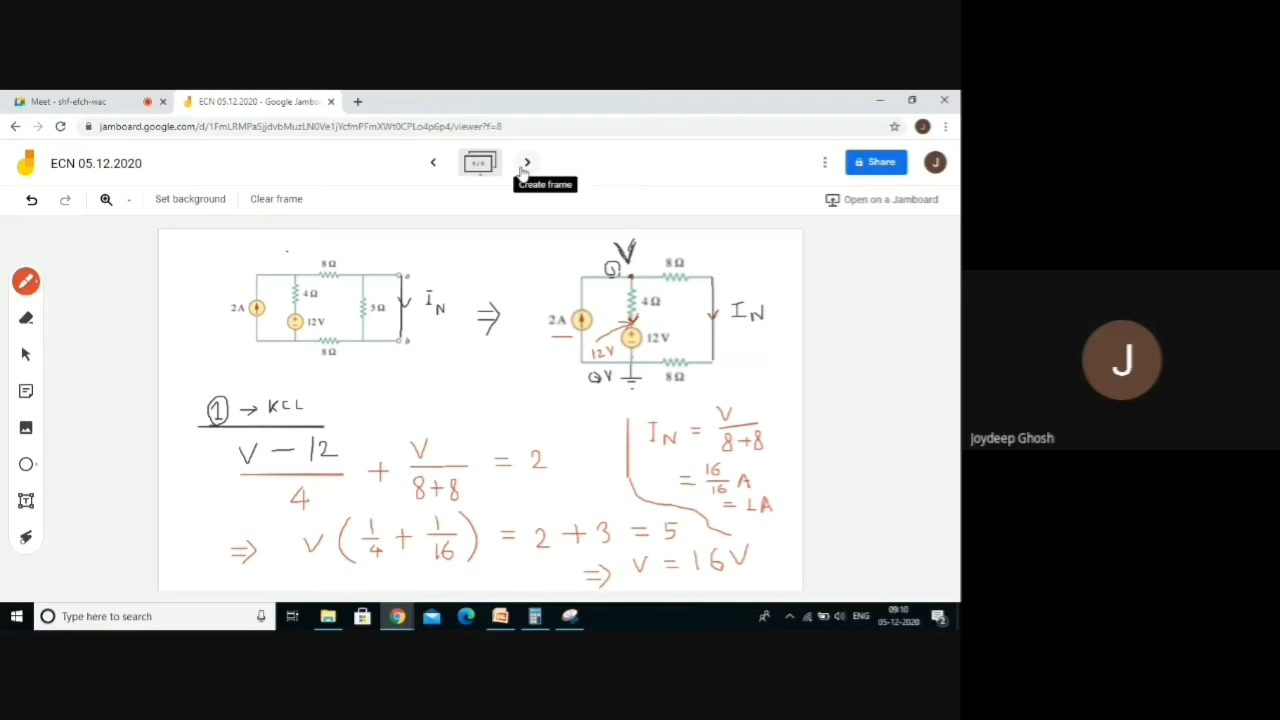 Meet - shf-efch-wac
ECN 05.12.2020 - Google Jambo
jamboard.google.com/d/1FmLRMPaSjjdvbMuzLN0Ve1jYcfmPFmXWt0CPLo4p6p4/viewer?f=8
ECN 05.12.2020
Share
J
Create frame
Set background
Clear frame
Open on a Jamboard
8 Ω
a
2 A
4 Ω
5 Ω
I_N
12 V
8 Ω
b
⇒
V
①
8 Ω
2 A
4 Ω
I_N
12 V
12 V
0 V
8 Ω
① → KCL
V - 12 / 4 + V / 8+8 = 2
⇒ V ( 1/4 + 1/16 ) = 2 + 3 = 5
⇒ V = 16 V
I_N = V / 8+8
= 16/16 A
= 1A
J
Joydeep Ghosh
Type here to search
ENG
09:10
05-12-2020
2